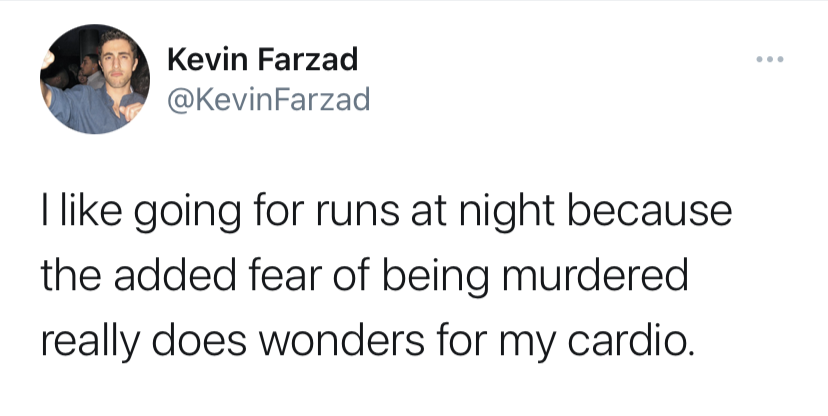 Kevin Farzad
@KevinFarzad
I like going for runs at night because
the added fear of being murdered
really does wonders for my cardio.